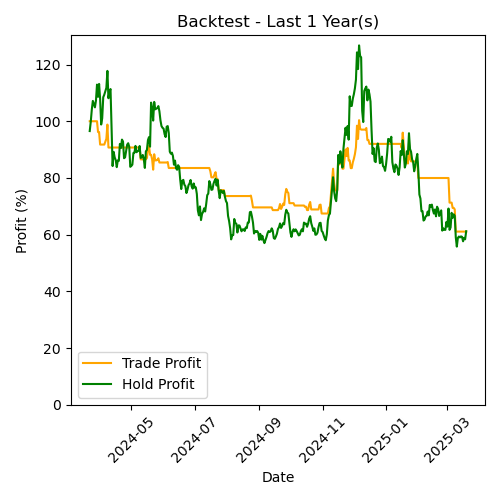 Backtest - Last 1 Year(s)
Profit (%)
120
100
80
60
40
20
0
Trade Profit
Hold Profit
2024-05
2024-07
2024-09
2024-11
2025-01
2025-03
Date